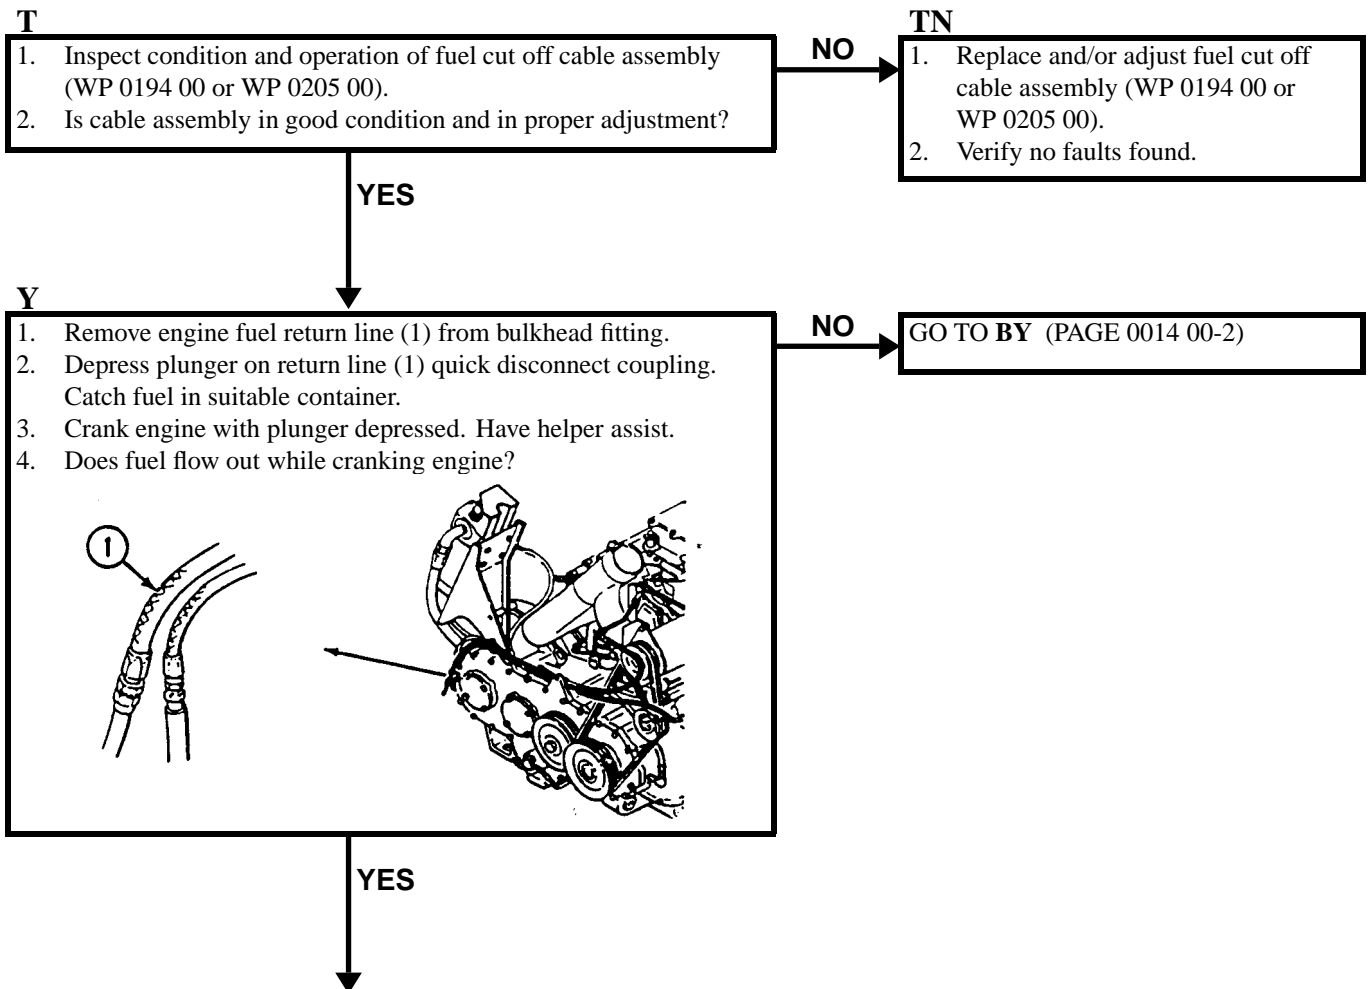 T
1. Inspect condition and operation of fuel cut off cable assembly
(WP 0194 00 or WP 0205 00).
2. Is cable assembly in good condition and in proper adjustment?
NO
TN
1. Replace and/or adjust fuel cut off
cable assembly (WP 0194 00 or
WP 0205 00).
2. Verify no faults found.
YES
Y
1. Remove engine fuel return line (1) from bulkhead fitting.
2. Depress plunger on return line (1) quick disconnect coupling.
Catch fuel in suitable container.
3. Crank engine with plunger depressed. Have helper assist.
4. Does fuel flow out while cranking engine?
1
NO
GO TO BY (PAGE 0014 00-2)
YES